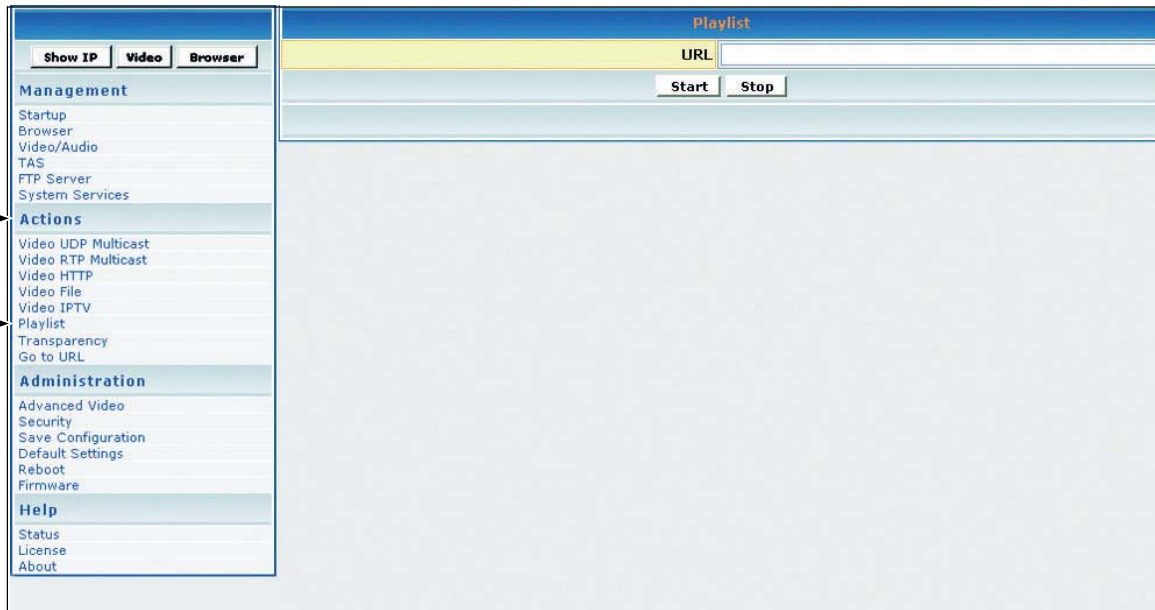 Show IP Video Browser
Management
Startup
Browser
Video/Audio
TAS
FTP Server
System Services
Actions
Video UDP Multicast
Video RTP Multicast
Video HTTP
Video File
Video IPTV
Playlist
Transparency
Go to URL
Administration
Advanced Video
Security
Save Configuration
Default Settings
Reboot
Firmware
Help
Status
License
About
Playlist
URL
Start Stop